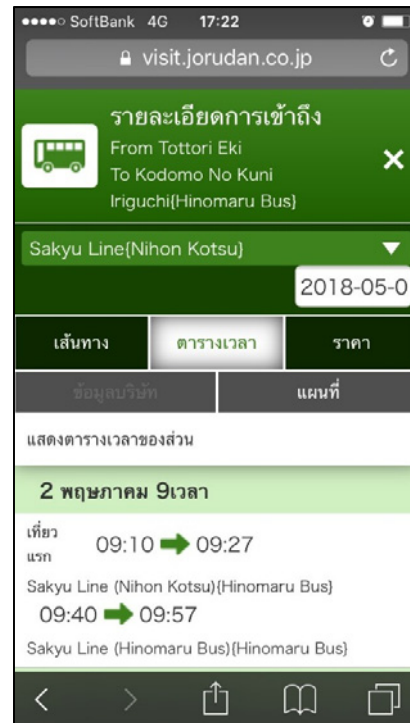 SoftBank 4G 17:22
visit.jorudan.co.jp
รายละเอียดการเข้าถึง
From Tottori Eki
To Kodomo No Kuni
Iriguchi{Hinomaru Bus}
Sakyu Line{Nihon Kotsu}
2018-05-0
เส้นทาง ตารางเวลา ราคา
ข้อมูลบริษัท แผนที่
แสดงตารางเวลาของส่วน
2 พฤษภาคม 9เวลา
เที่ยว
แรก
09:10 → 09:27
Sakyu Line (Nihon Kotsu){Hinomaru Bus}
09:40 → 09:57
Sakyu Line (Hinomaru Bus){Hinomaru Bus}